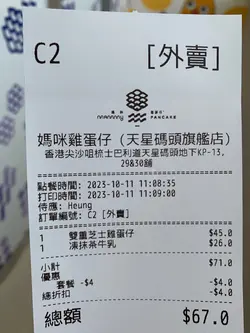 C2 [外賣]
PANCAKE
媽咪雞蛋仔 (天星碼頭旗艦店)
香港尖沙咀梳士巴利道天星碼頭地下KP-13,
29&30舖
點餐時間: 2023-10-11 11:08:35
打印時間: 2023-10-11 11:09:00
侍應: Heung
訂單編號: C2 [外賣]
1 雙重芝士雞蛋仔 $45.0
1 凍抹茶牛乳 $26.0
小計 $71.0
優惠
套餐 -$4 -$4.0
總折扣 -$4.0
總額 $67.0